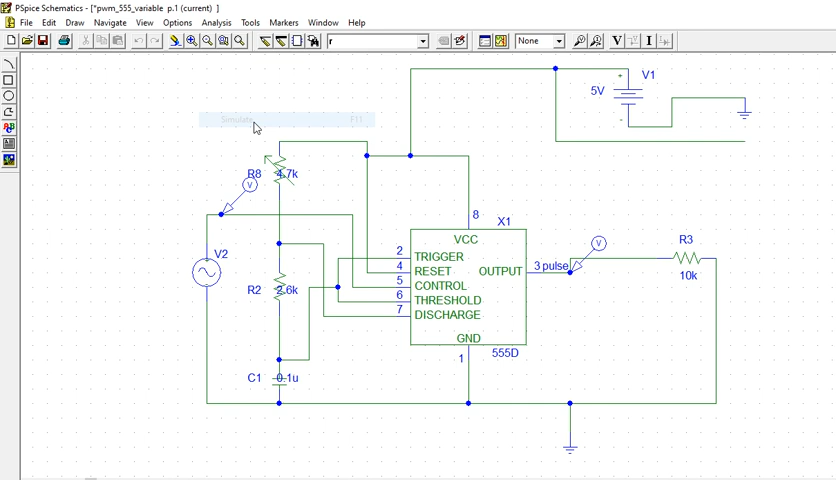 PSpice Schematics - ["pwm_555_variable p.1 (current) ]
File Edit Draw Navigate View Options Analysis Tools Markers Window Help
r None V I
Simulate F11
V1
5V
+
-
R8 4.7k
V
V2
R2 2.6k
C1 0.1u
8
X1
VCC
2 TRIGGER
4 RESET OUTPUT 3 pulse
5 CONTROL
6 THRESHOLD
7 DISCHARGE
GND
1 555D
V
R3
10k